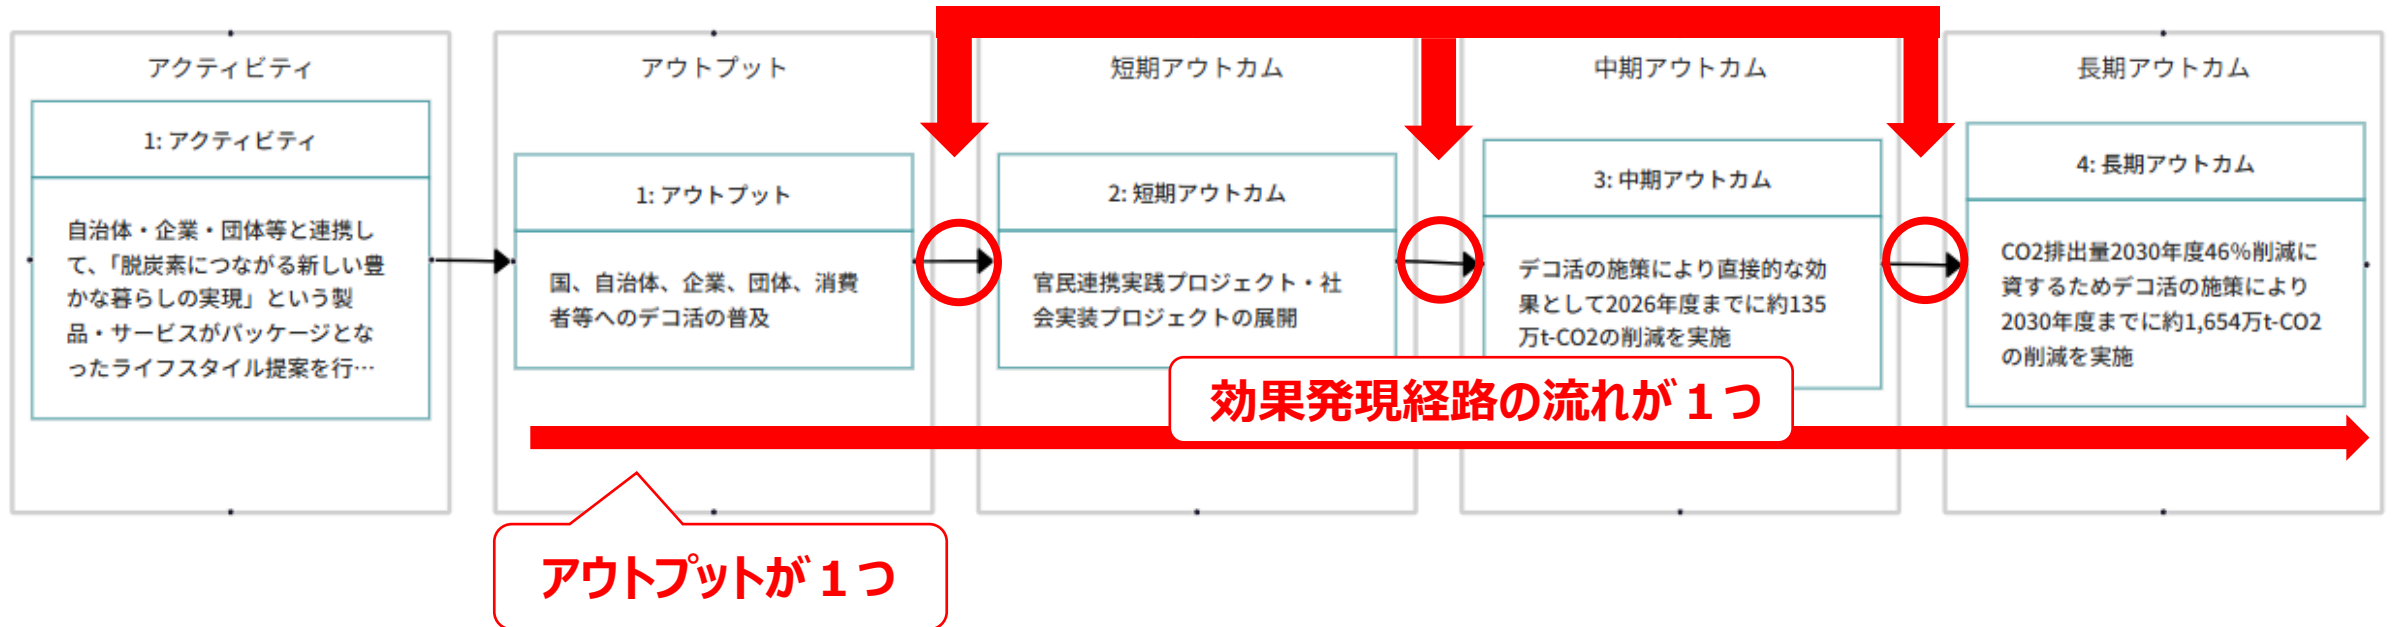 アクティビティ
1: アクティビティ
自治体・企業・団体等と連携し
て、「脱炭素につながる新しい豊
かな暮らしの実現」という製
品・サービスがパッケージとな
ったライフスタイル提案を行…
アウトプット
1: アウトプット
国、自治体、企業、団体、消費
者等へのデコ活の普及
短期アウトカム
2: 短期アウトカム
官民連携実践プロジェクト・社
会実装プロジェクトの展開
中期アウトカム
3: 中期アウトカム
デコ活の施策により直接的な効
果として2026年度までに約135
万t-CO2の削減を実施
長期アウトカム
4: 長期アウトカム
CO2排出量2030年度46%削減に
資するためデコ活の施策により
2030年度までに約1,654万t-CO2
の削減を実施
効果発現経路の流れが１つ
アウトプットが１つ